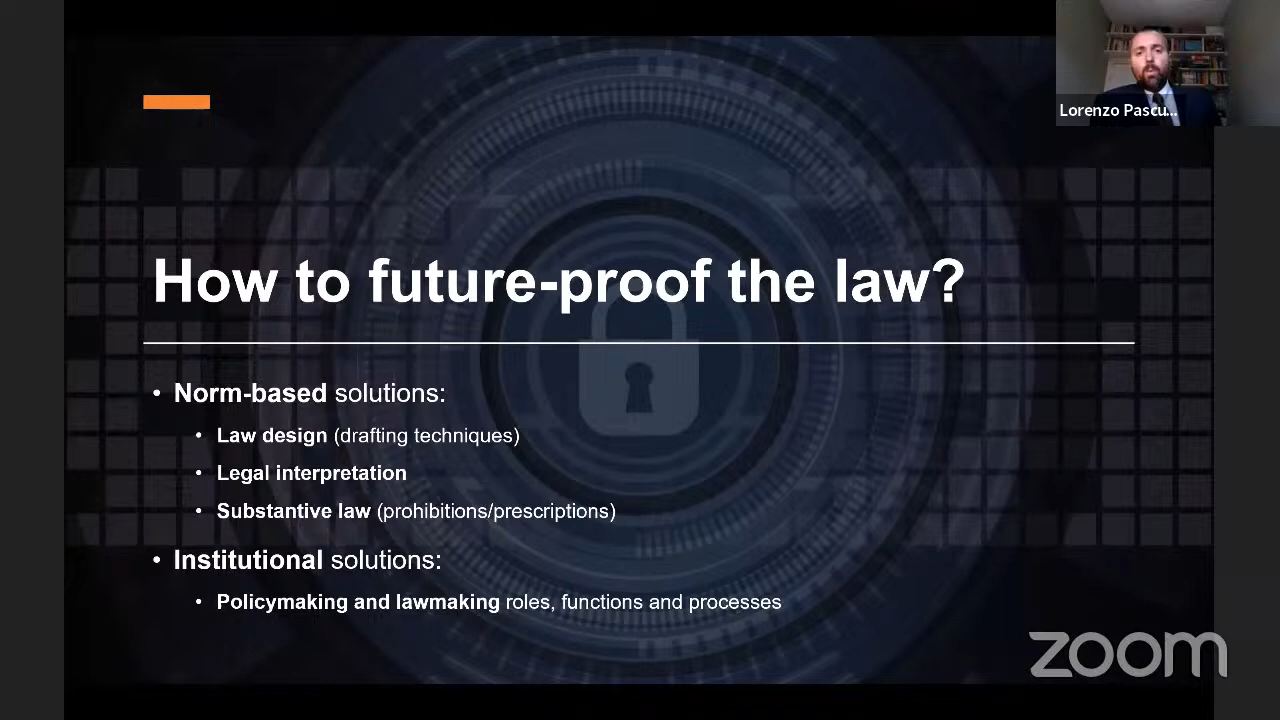 Lorenzo Pascu...
How to future-proof the law?
• Norm-based solutions:
• Law design (drafting techniques)
• Legal interpretation
• Substantive law (prohibitions/prescriptions)
• Institutional solutions:
• Policymaking and lawmaking roles, functions and processes
zoom